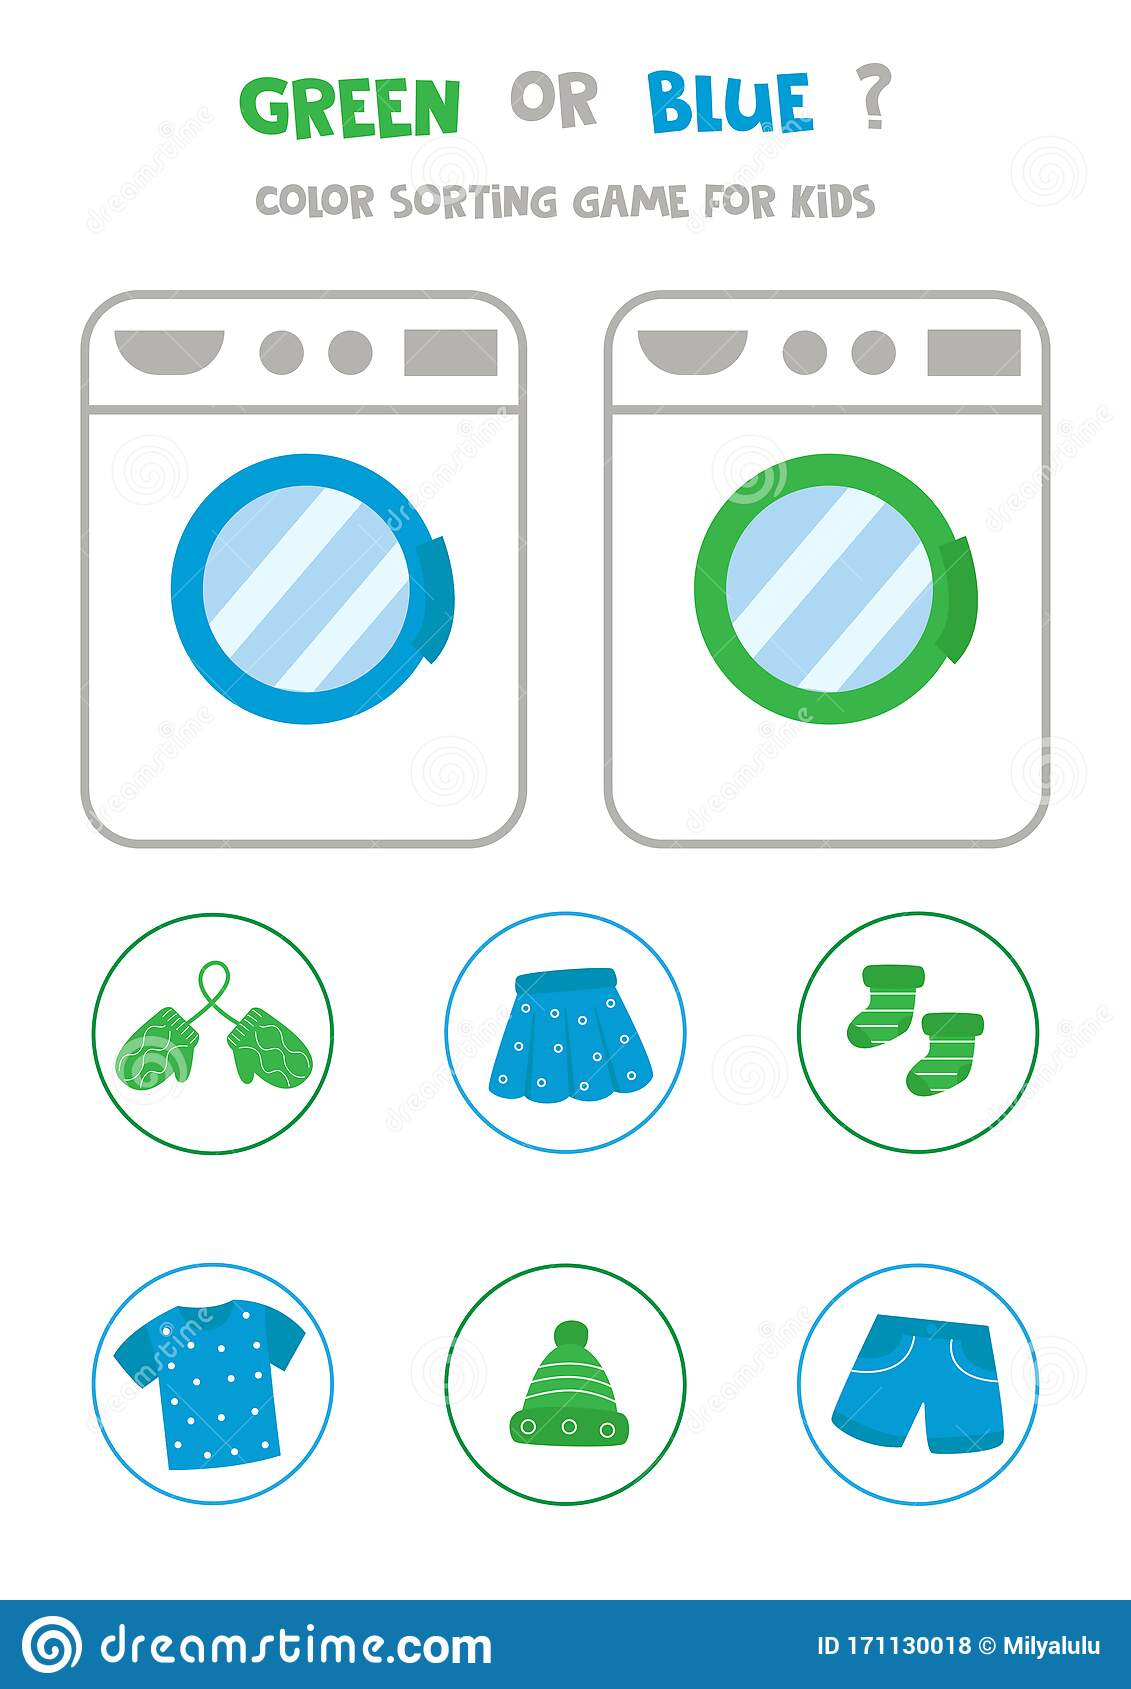 GREEN OR BLUE ?
COLOR SORTiNG GAME FOR KiDS
dreamstime.com
ID 171130018 © Milyalulu